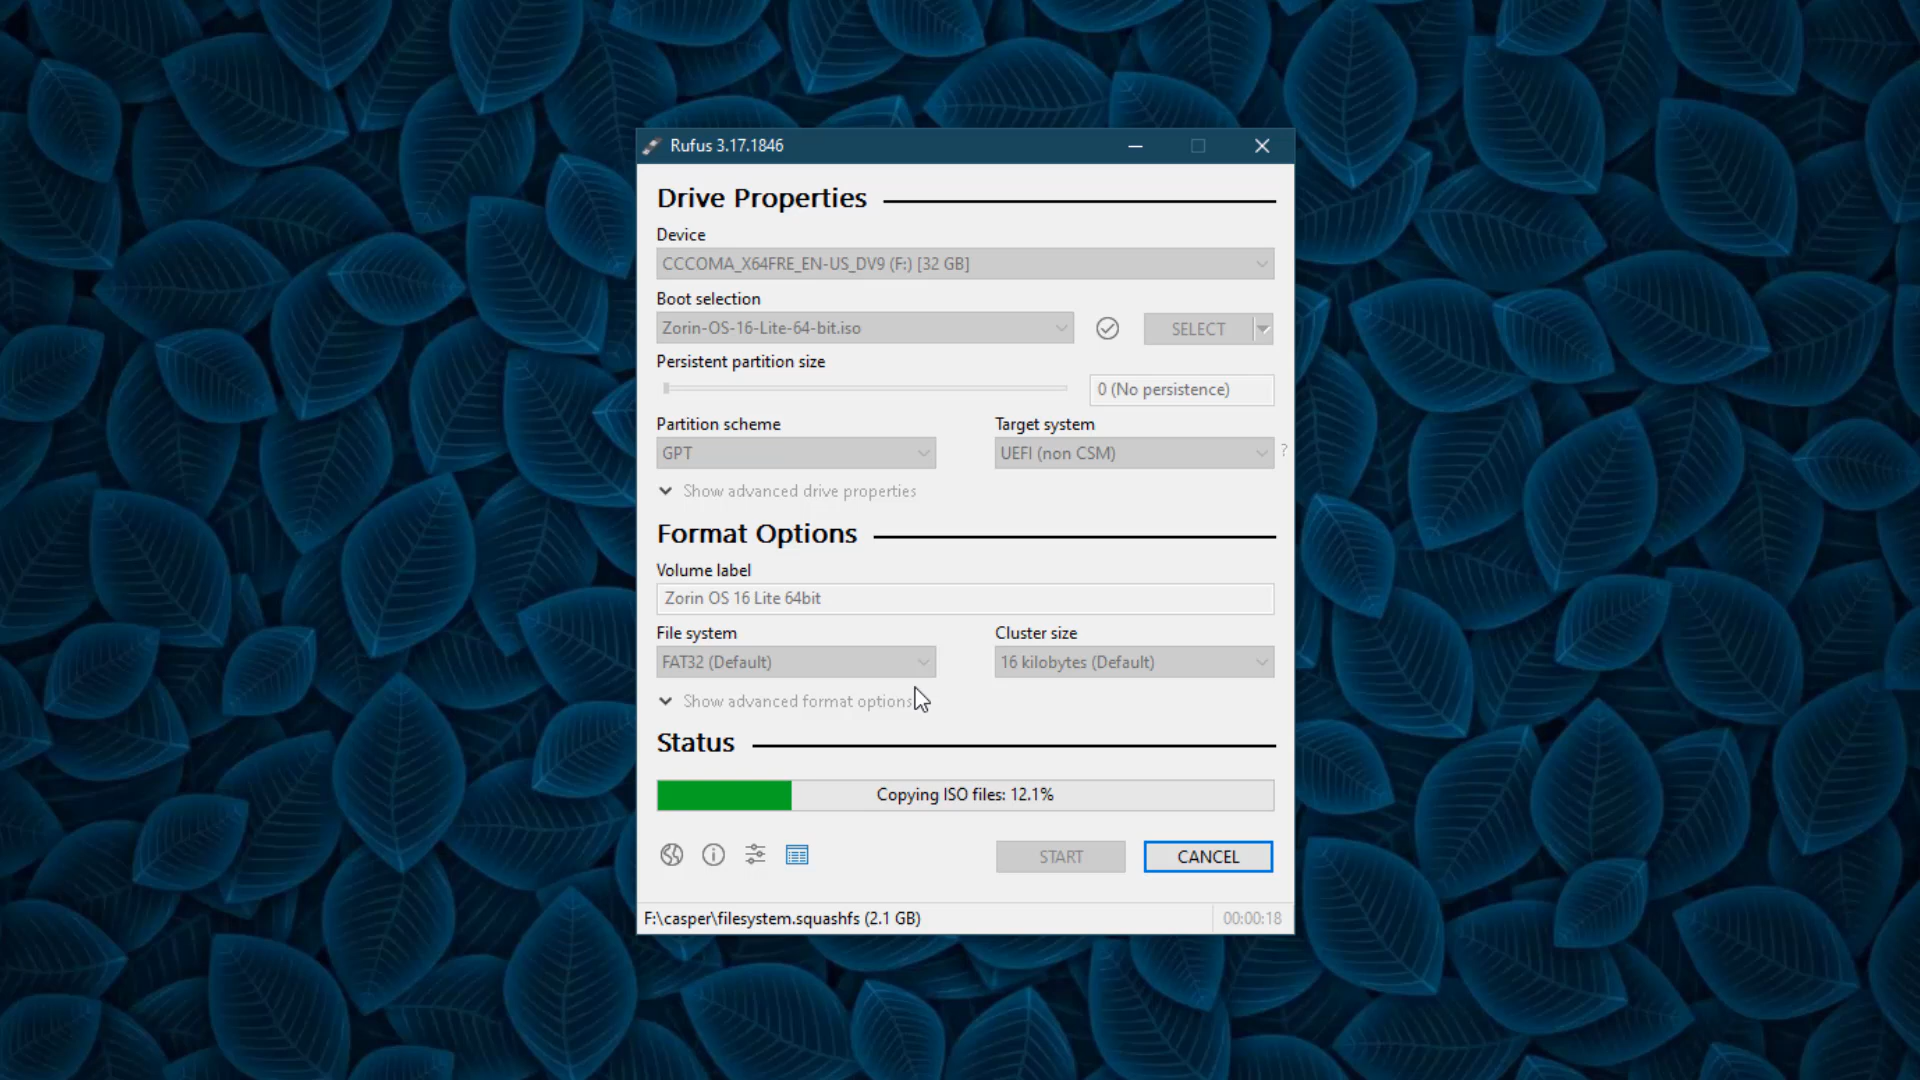 Rufus 3.17.1846
Drive Properties
Device
CCCOMA_X64FRE_EN-US_DV9 (F:) [32 GB]
Boot selection
Zorin-OS-16-Lite-64-bit.iso
SELECT
Persistent partition size
0 (No persistence)
Partition scheme
Target system
GPT
UEFI (non CSM)
?
Show advanced drive properties
Format Options
Volume label
Zorin OS 16 Lite 64bit
File system
Cluster size
FAT32 (Default)
16 kilobytes (Default)
Show advanced format options
Status
Copying ISO files: 12.1%
START
CANCEL
F:\casper\filesystem.squashfs (2.1 GB)
00:00:18